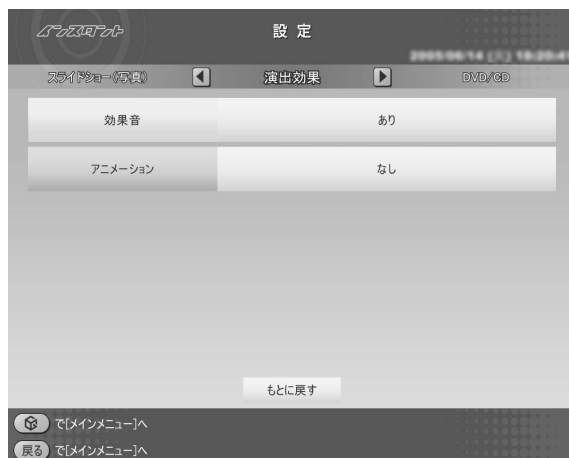 インスタント
設定
2005/06/14 (火) 18:20:41
スライドショー(写真)
演出効果
DVD/CD
効果音
あり
アニメーション
なし
もとに戻す
で[メインメニュー]へ
戻る で[メインメニュー]へ